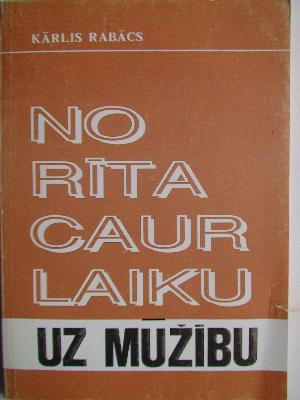 KĀRLIS RABĀCS
NO
RĪTA
CAUR
LAIKU
UZ MŪŽĪBU